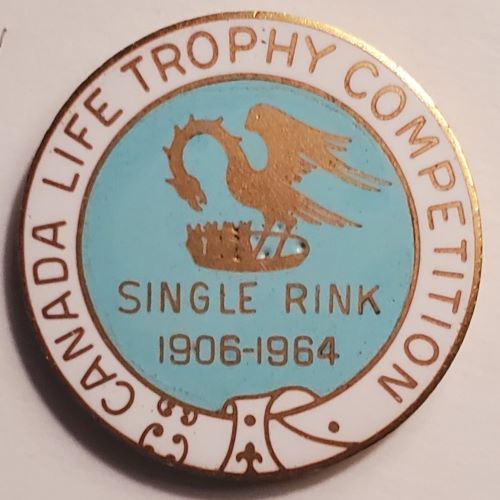 CANADA LIFE TROPHY COMPETITION
SINGLE RINK
1906-1964